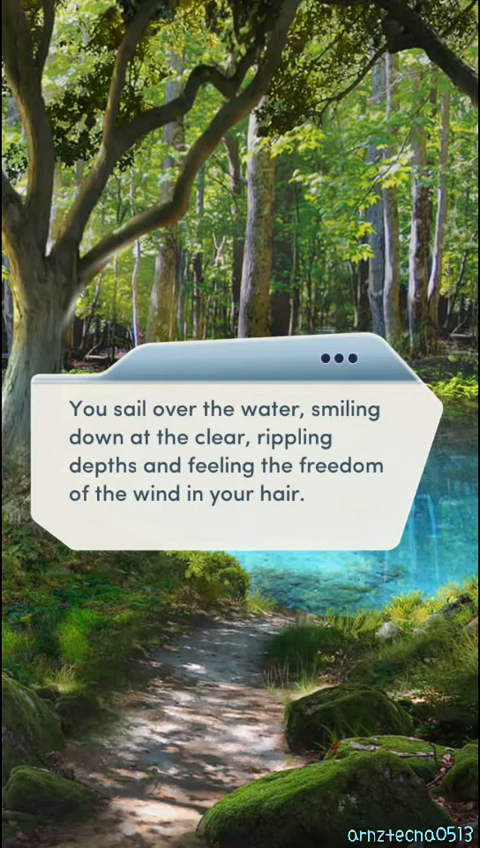 You sail over the water, smiling
down at the clear, rippling
depths and feeling the freedom
of the wind in your hair.
arnztecna0513